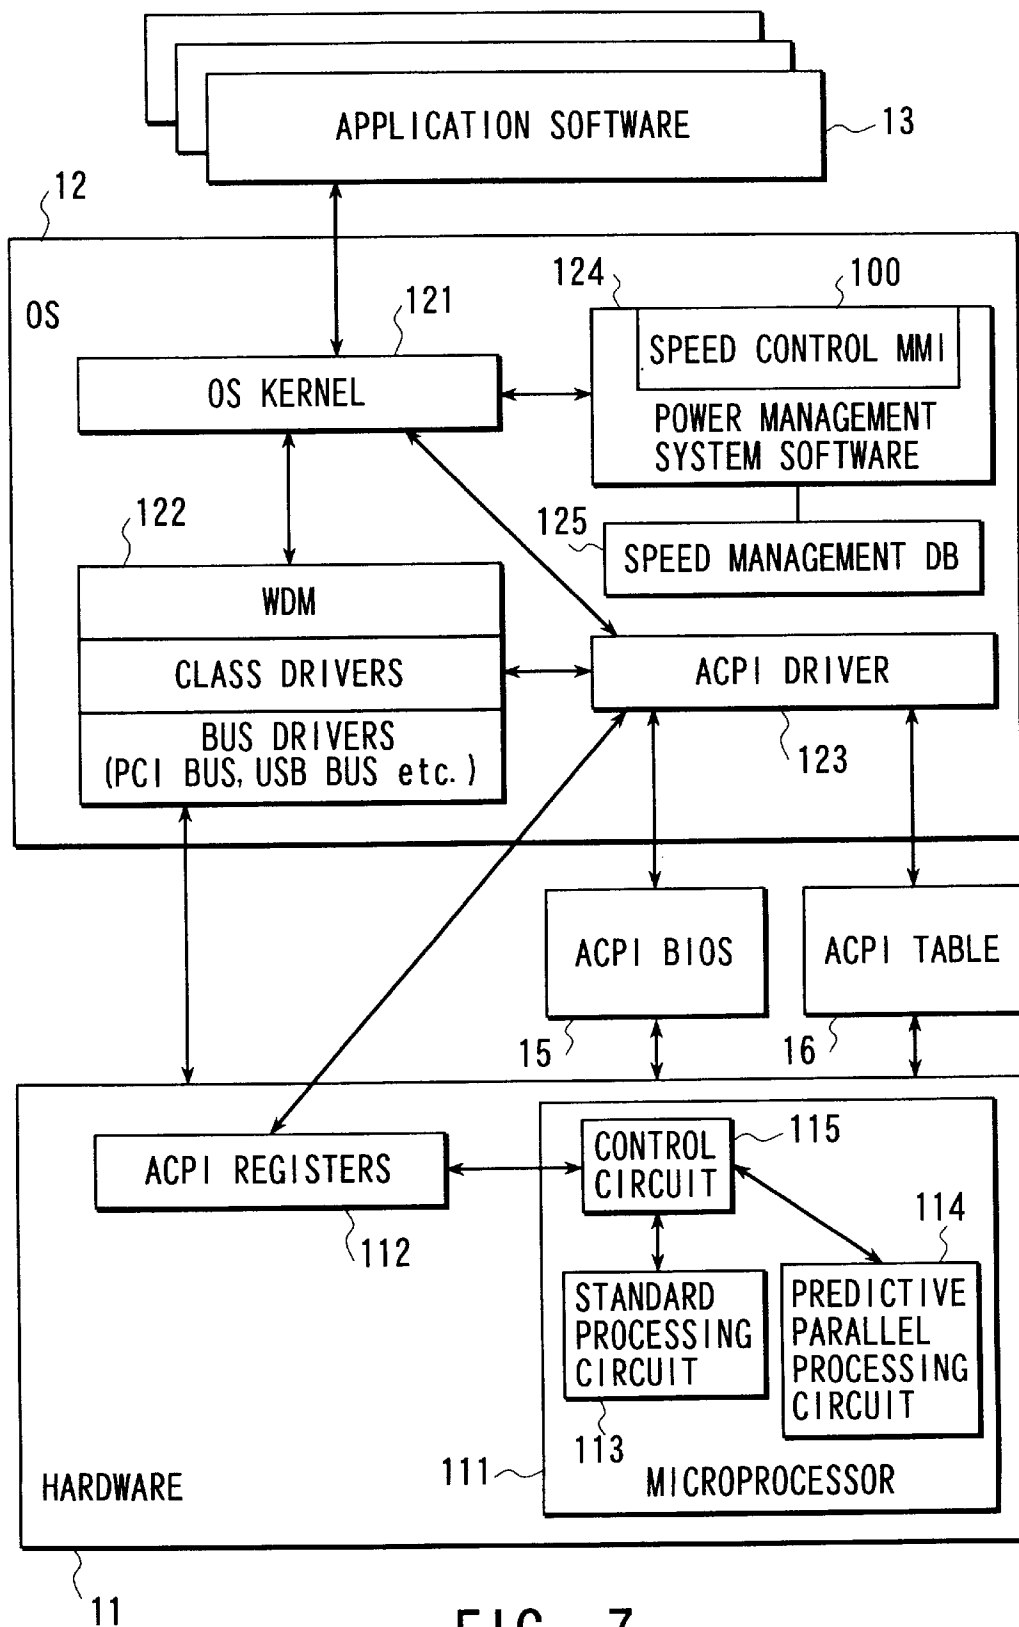 APPLICATION SOFTWARE
13
12
OS
121
124
100
SPEED CONTROL MMI
OS KERNEL
POWER MANAGEMENT
SYSTEM SOFTWARE
122
125
SPEED MANAGEMENT DB
WDM
CLASS DRIVERS
ACPI DRIVER
BUS DRIVERS
(PCI BUS, USB BUS etc.)
123
ACPI BIOS
ACPI TABLE
15
16
CONTROL
CIRCUIT
115
ACPI REGISTERS
112
114
STANDARD
PROCESSING
CIRCUIT
PREDICTIVE
PARALLEL
PROCESSING
CIRCUIT
113
111
MICROPROCESSOR
HARDWARE
11
FIG. 7